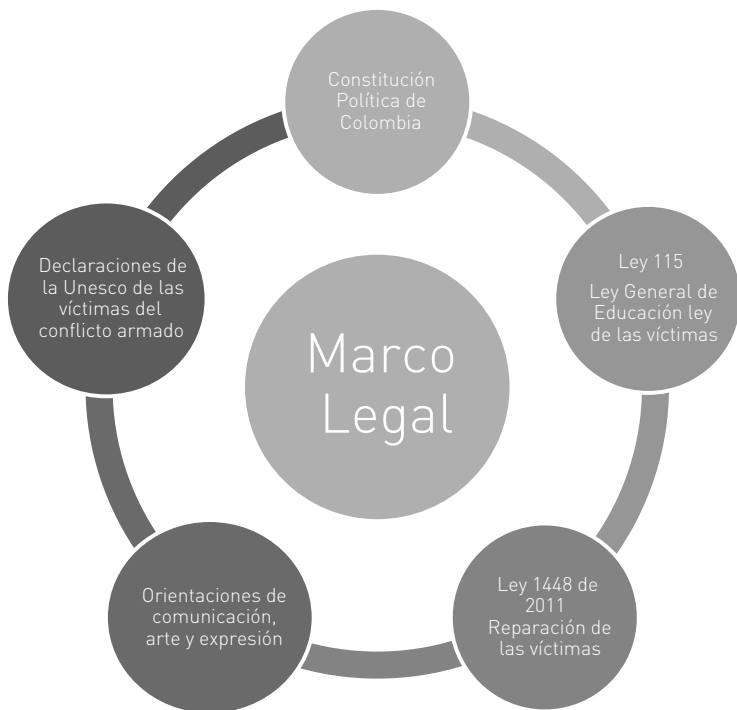 Constitución
Política de
Colombia
Ley 115
Ley General de
Educación ley
de las víctimas
Ley 1448 de
2011
Reparación de
las víctimas
Orientaciones de
comunicación,
arte y expresión
Declaraciones de
la Unesco de las
víctimas del
conflicto armado
Marco
Legal